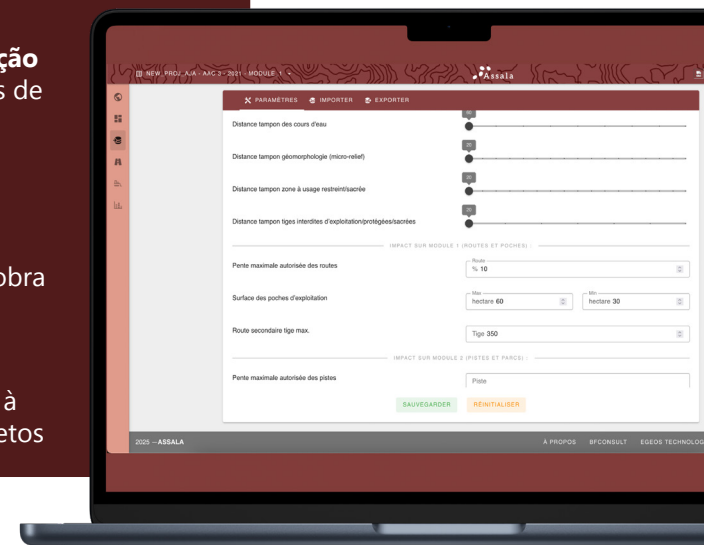 ção
s de
obra
à
etos
NEW_PROJ_AJA - AAC 2 - 2021 - MODULE 1
Assala
PARAMÈTRES IMPORTER EXPORTER
Distance tampon des cours d'eau
Distance tampon géomorphologie (micro-relief)
20
Distance tampon zone à usage restreint/sacrée
30
Distance tampon tiges interdites d'exploitation/protégées/sacrées
20
IMPACT SUR MODULE 1 (ROUTES ET POCHES) :
Pente maximale autorisée des routes
Route
% 10
Surface des poches d'exploitation
Max
hectare 60
Min
hectare 30
Route secondaire tige max.
Tige 350
IMPACT SUR MODULE 2 (PISTES ET PARCS) :
Pente maximale autorisée des pistes
Piste
SAUVEGARDER RÉINITIALISER
2025 — ASSALA
À PROPOS BFCONSULT EGEOS TECHNOLOG